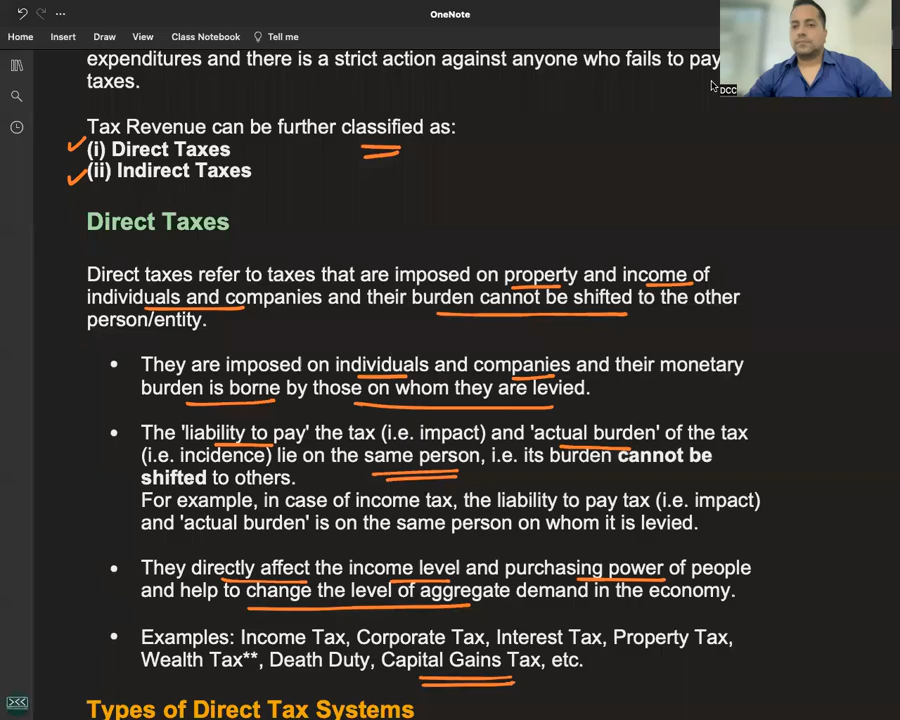 OneNote
Home Insert Draw View Class Notebook Tell me
expenditures and there is a strict action against anyone who fails to pay
taxes.
DCC
Tax Revenue can be further classified as:
(i) Direct Taxes
(ii) Indirect Taxes
Direct Taxes
Direct taxes refer to taxes that are imposed on property and income of
individuals and companies and their burden cannot be shifted to the other
person/entity.
• They are imposed on individuals and companies and their monetary
burden is borne by those on whom they are levied.
• The 'liability to pay' the tax (i.e. impact) and 'actual burden' of the tax
(i.e. incidence) lie on the same person, i.e. its burden cannot be
shifted to others.
For example, in case of income tax, the liability to pay tax (i.e. impact)
and 'actual burden' is on the same person on whom it is levied.
• They directly affect the income level and purchasing power of people
and help to change the level of aggregate demand in the economy.
• Examples: Income Tax, Corporate Tax, Interest Tax, Property Tax,
Wealth Tax**, Death Duty, Capital Gains Tax, etc.
Types of Direct Tax Systems